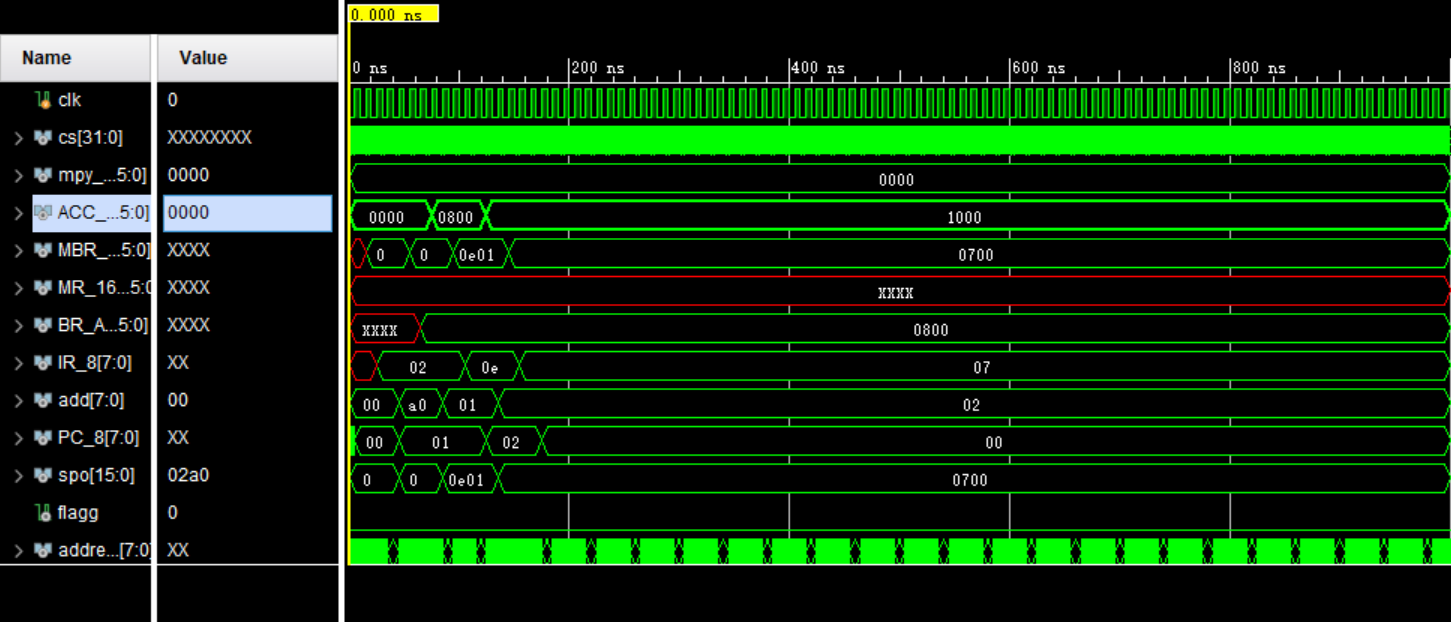 0.000 ns
Name Value
0 ns 200 ns 400 ns 600 ns 800 ns
clk 0
cs[31:0] XXXXXXXX
mpy_...5:0] 0000 0000
ACC_...5:0] 0000 0000 0800 1000
MBR_...5:0] XXXX 0 0 0e01 0700
MR_16...5:0 XXXX XXXX
BR_A...5:0] XXXX XXXX 0800
IR_8[7:0] XX 02 0e 07
add[7:0] 00 00 a0 01 02
PC_8[7:0] XX 00 01 02 00
spo[15:0] 02a0 0 0 0e01 0700
flagg 0
addre...[7:0] XX